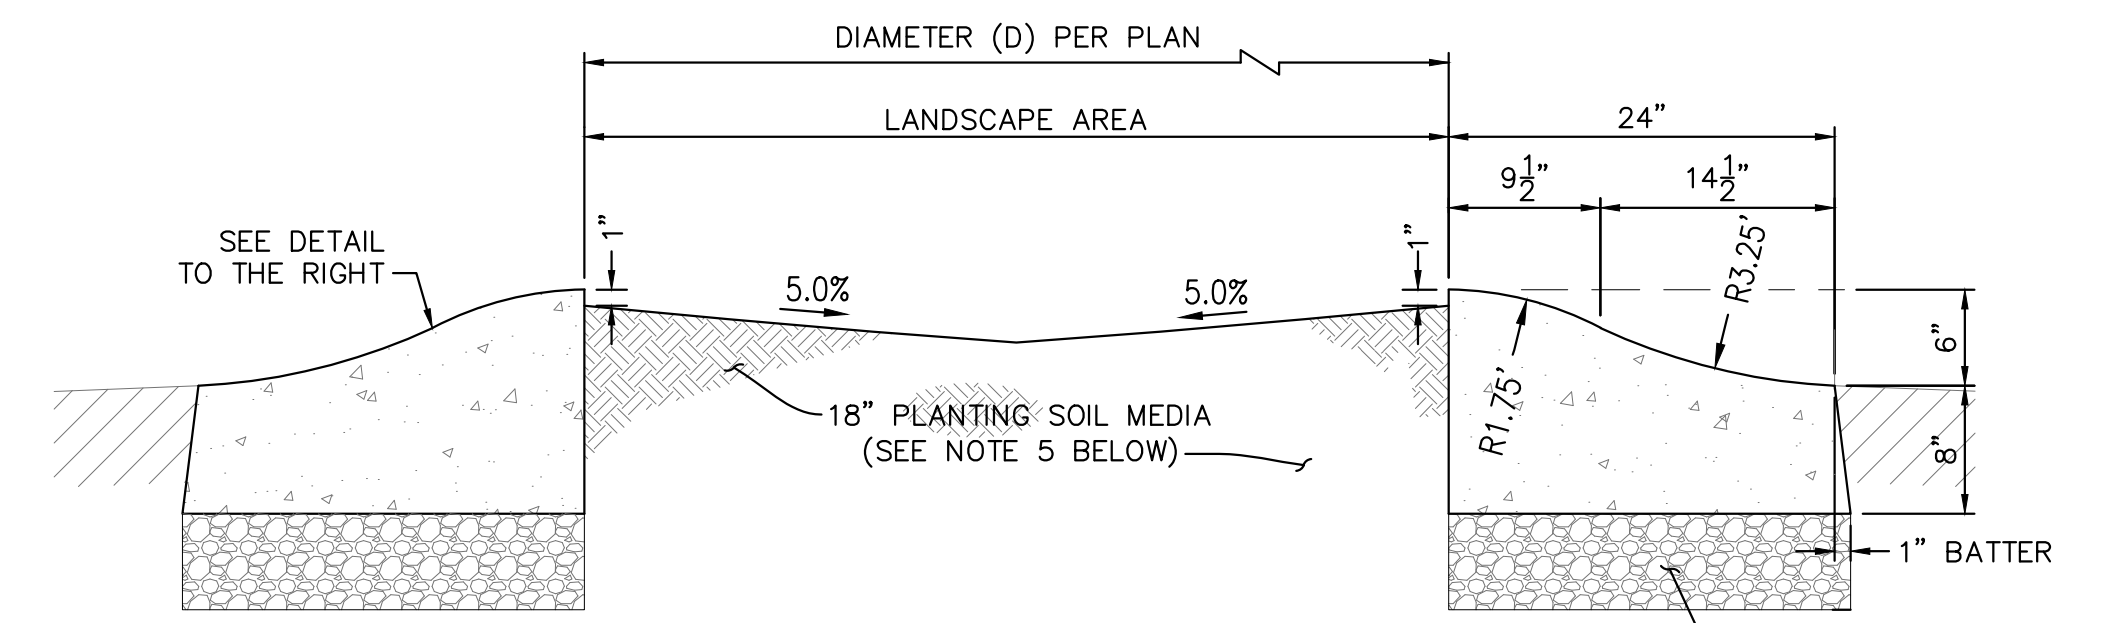 DIAMETER (D) PER PLAN
LANDSCAPE AREA
24"
9½"
14½"
SEE DETAIL
TO THE RIGHT
1"
5.0%
5.0%
1"
R3.25'
R1.75'
6"
18" PLANTING SOIL MEDIA
(SEE NOTE 5 BELOW)
8"
1" BATTER